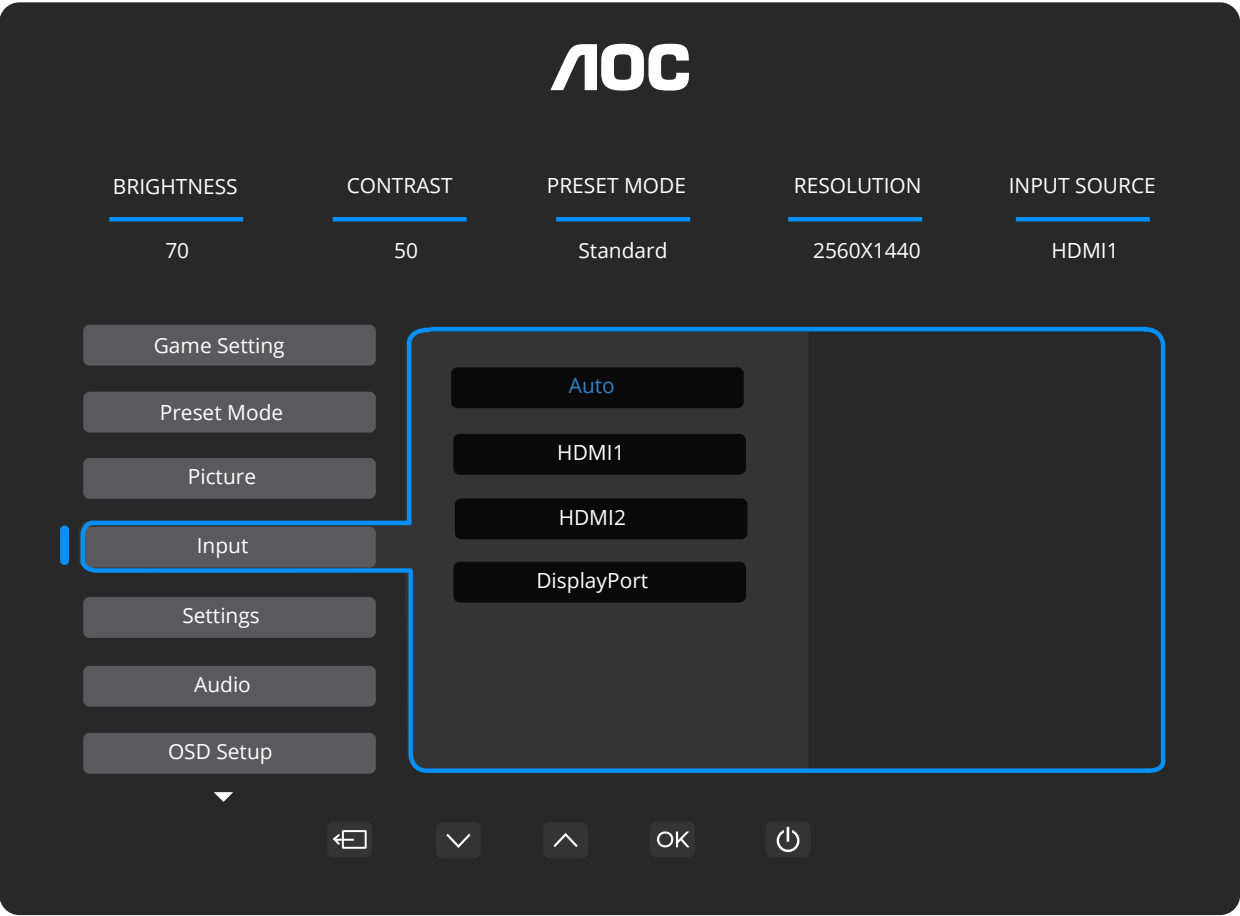 AOC
BRIGHTNESS
CONTRAST
PRESET MODE
RESOLUTION
INPUT SOURCE
70
50
Standard
2560X1440
HDMI1
Game Setting
Preset Mode
Picture
Input
Settings
Audio
OSD Setup
Auto
HDMI1
HDMI2
DisplayPort
OK